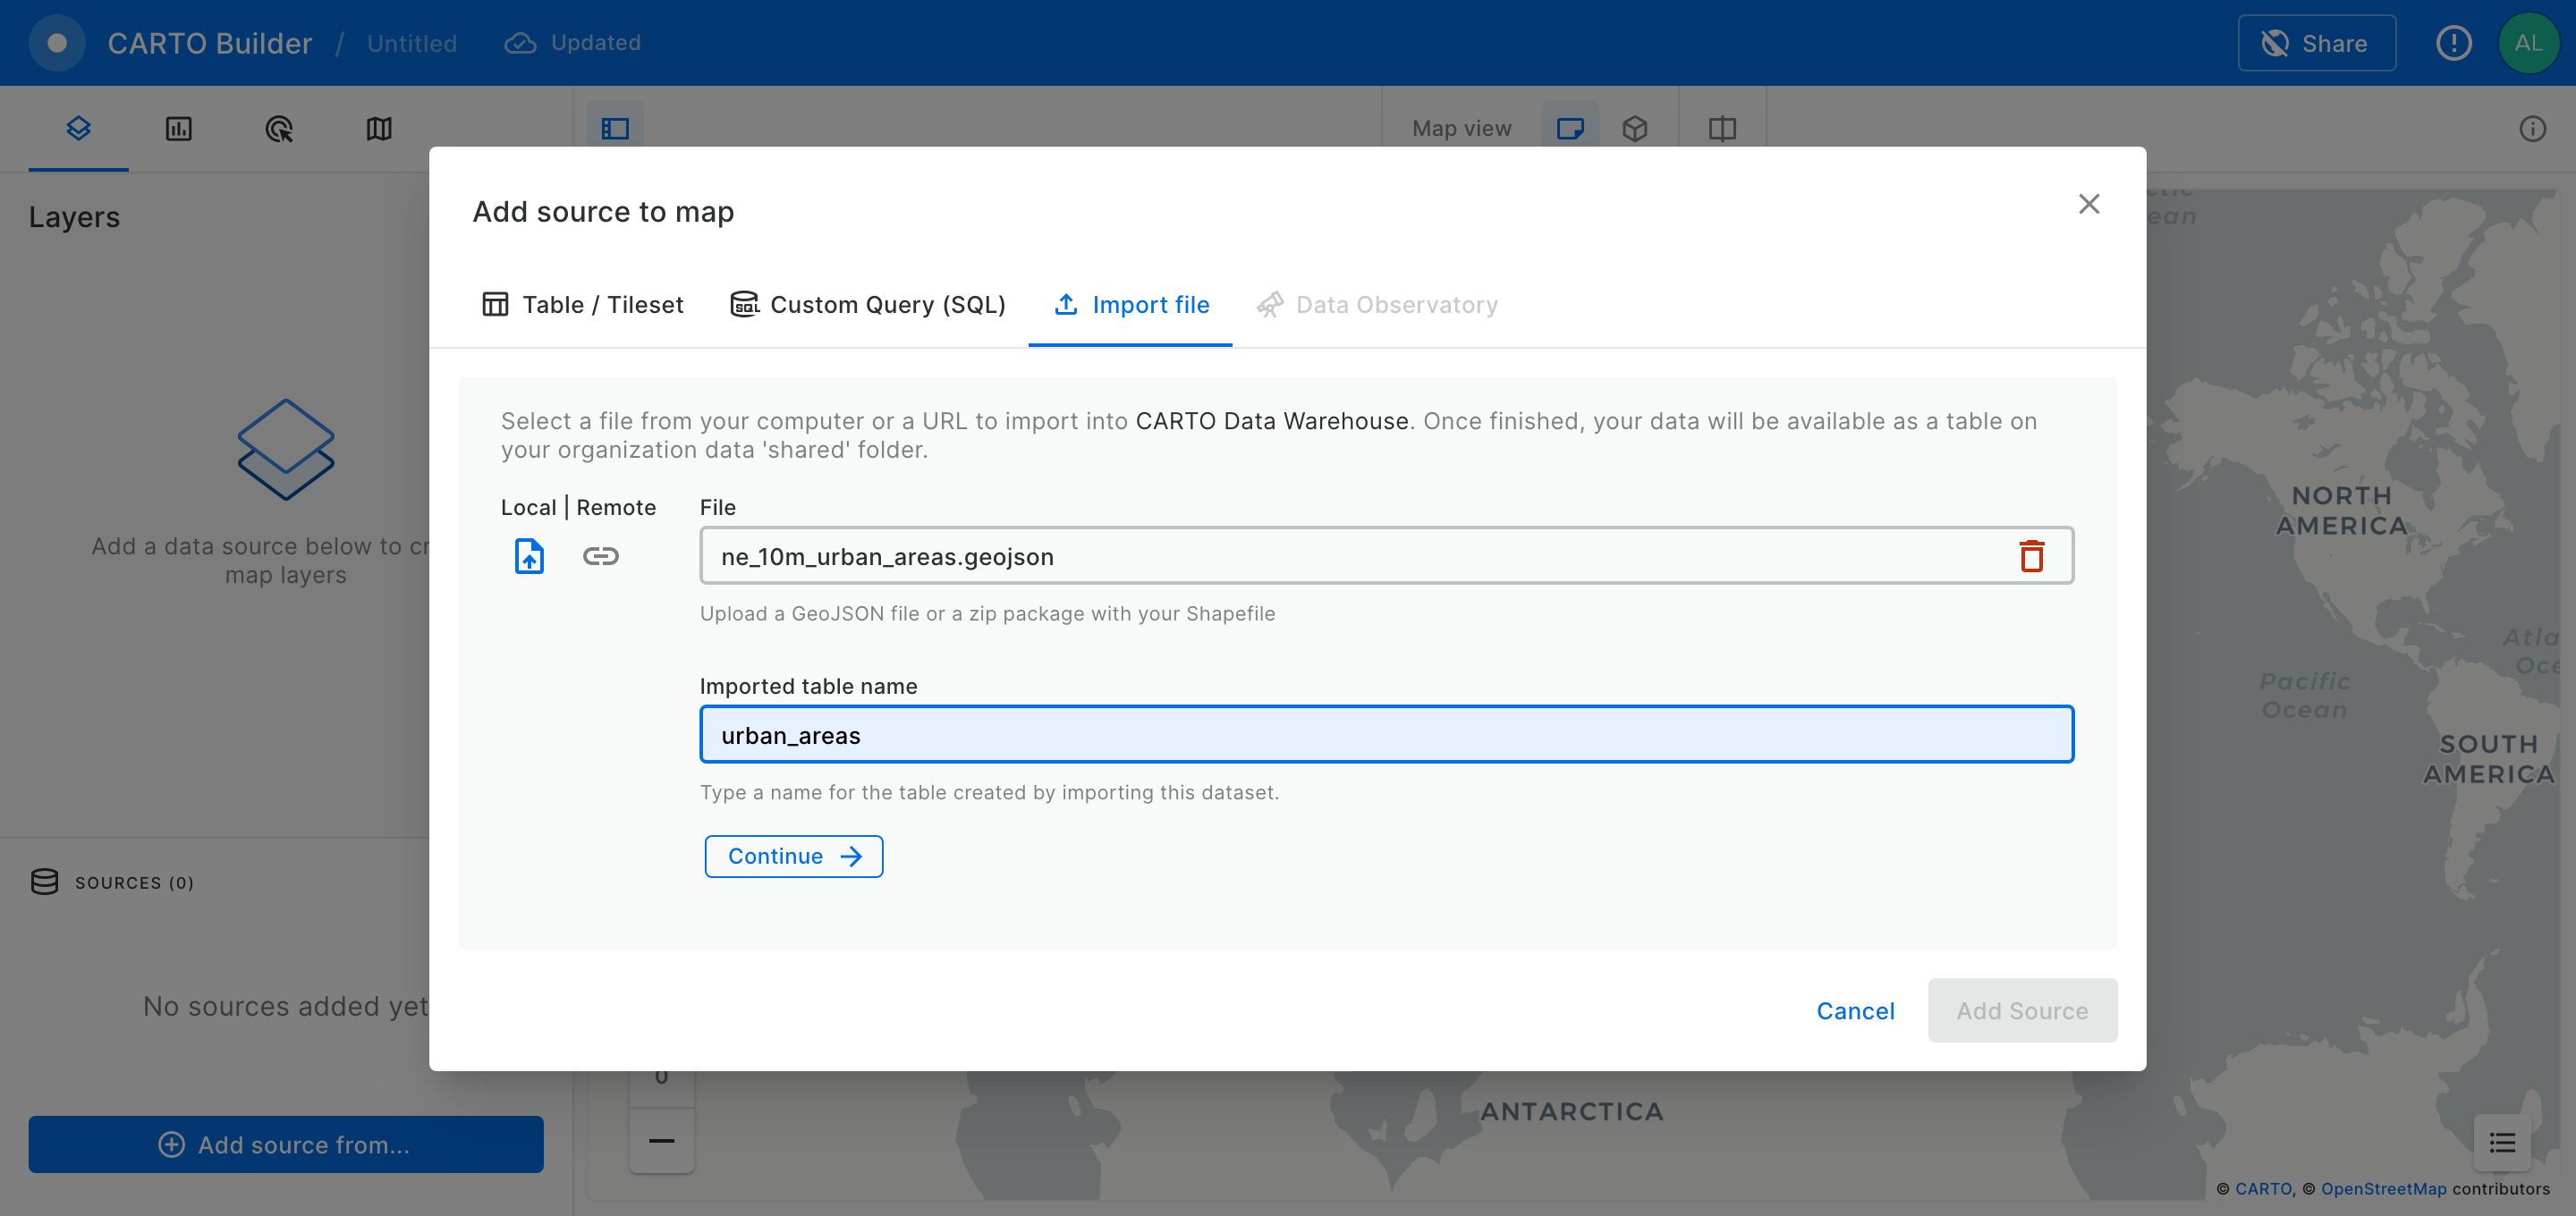 CARTO Builder / Untitled Updated Share AL
Map view
Layers
Add a data source below to cr
map layers
SOURCES (0)
No sources added yet
Add source from...
Add source to map
Table / Tileset Custom Query (SQL) Import file Data Observatory
Select a file from your computer or a URL to import into CARTO Data Warehouse. Once finished, your data will be available as a table on
your organization data 'shared' folder.
Local | Remote File
ne_10m_urban_areas.geojson
Upload a GeoJSON file or a zip package with your Shapefile
Imported table name
urban_areas
Type a name for the table created by importing this dataset.
Continue
Cancel Add Source
ctic
ean
NORTH
AMERICA
Atla
Oce
Pacific
Ocean
SOUTH
AMERICA
0
ANTARCTICA
© CARTO, © OpenStreetMap contributors